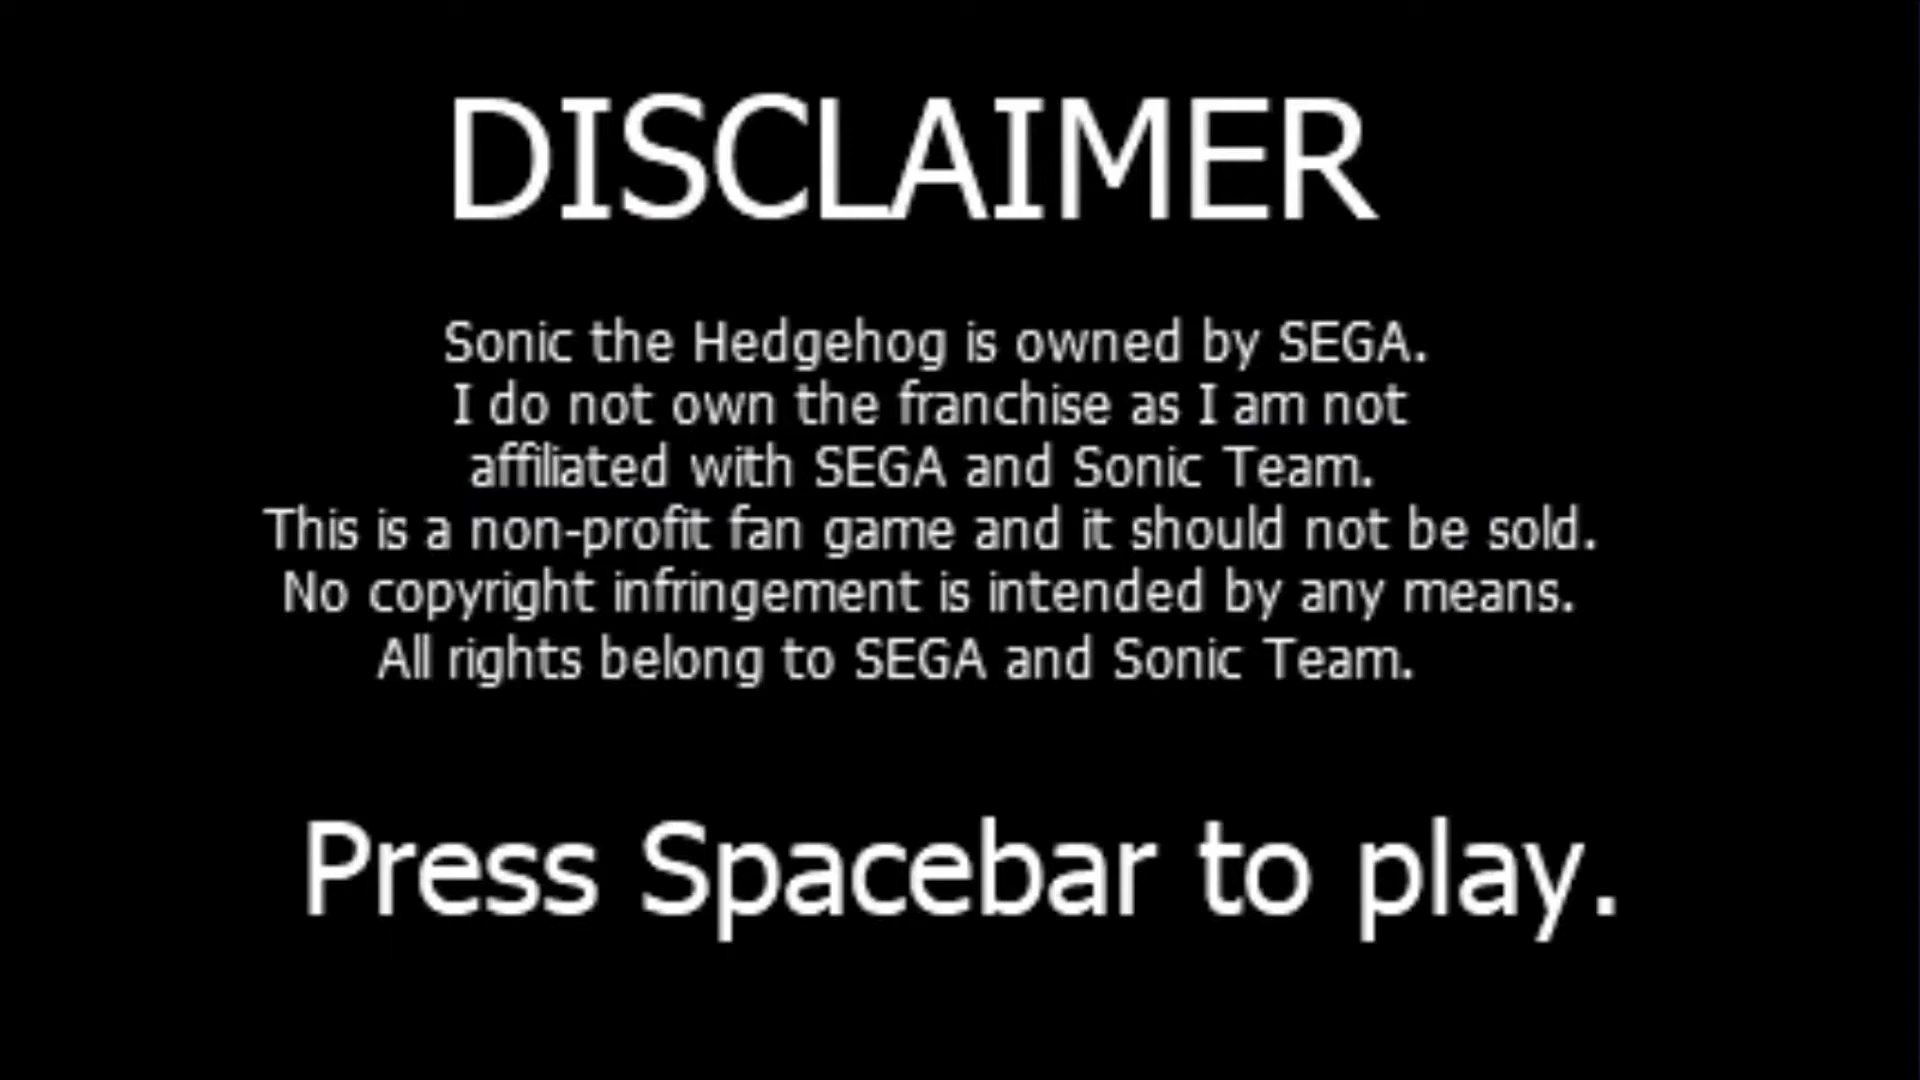 DISCLAIMER
Sonic the Hedgehog is owned by SEGA.
I do not own the franchise as I am not
affiliated with SEGA and Sonic Team.
This is a non-profit fan game and it should not be sold.
No copyright infringement is intended by any means.
All rights belong to SEGA and Sonic Team.
Press Spacebar to play.